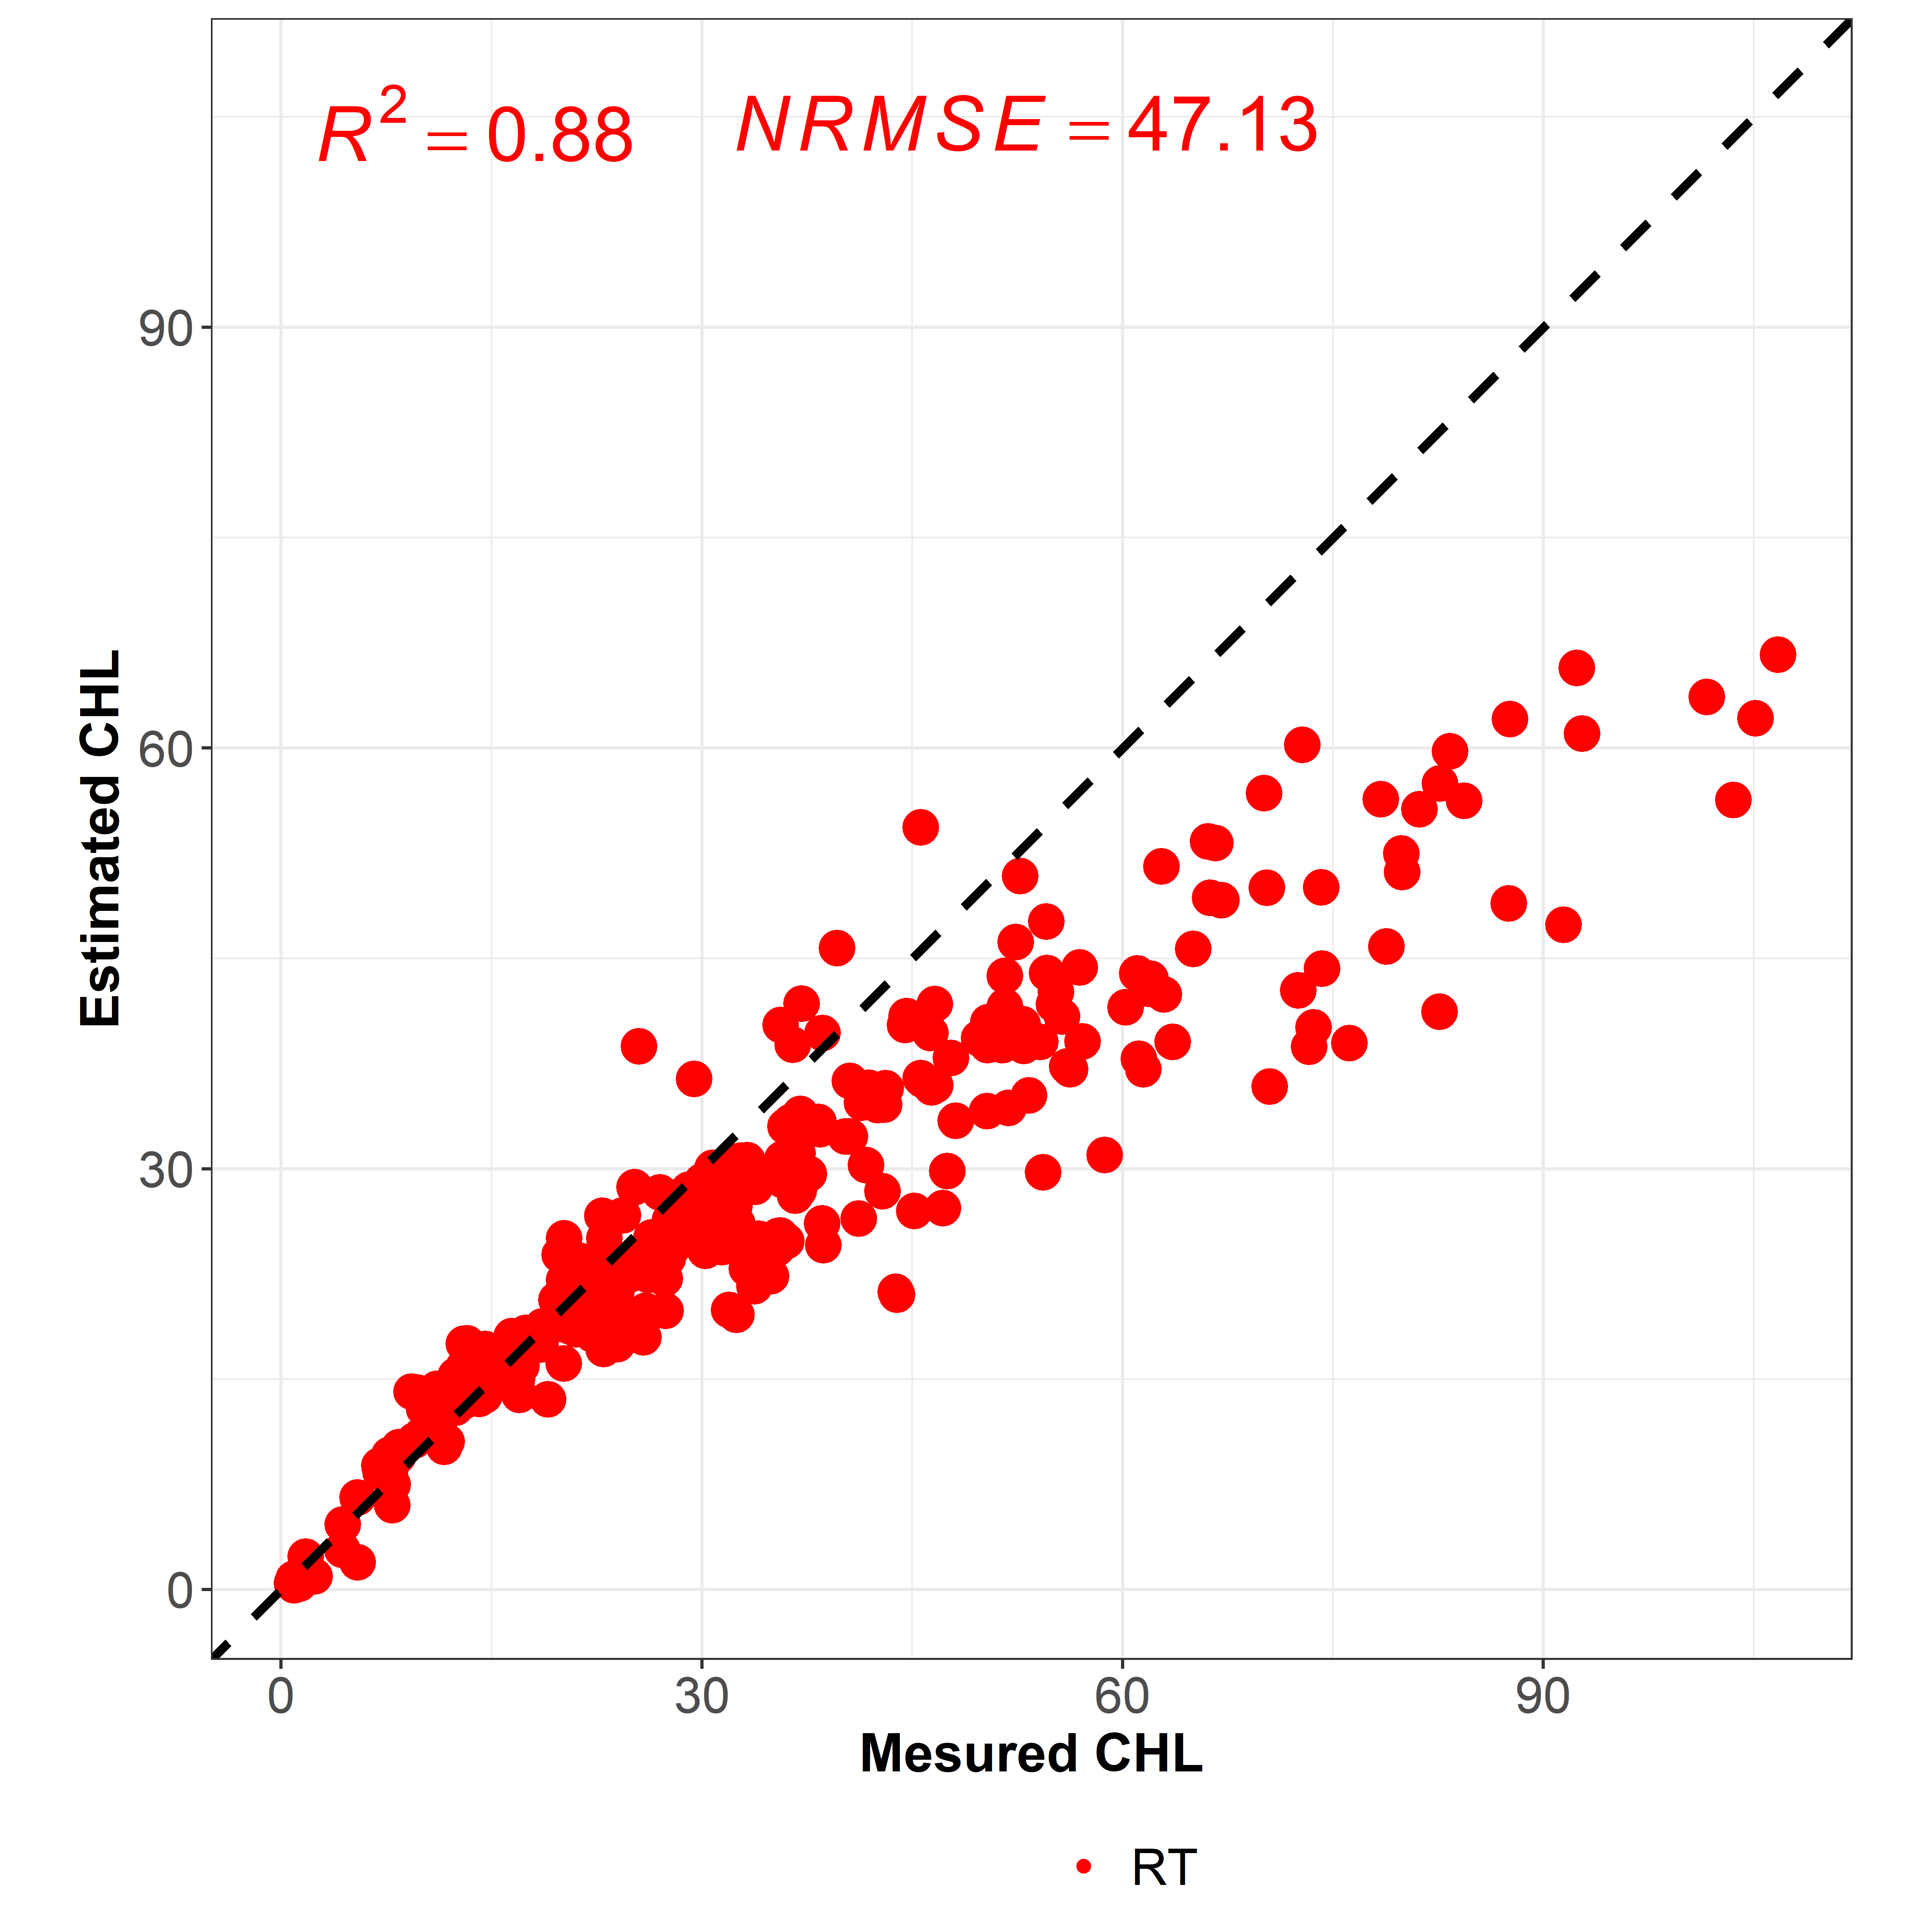 R² = 0.88 NRMSE = 47.13
90
60
30
0
Estimated CHL
0 30 60 90
Mesured CHL
RT